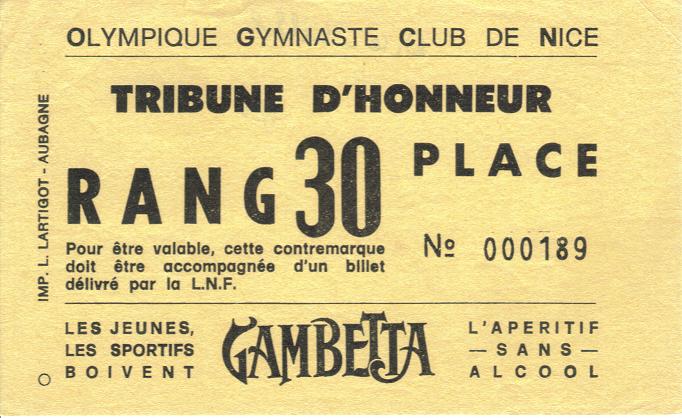 OLYMPIQUE GYMNASTE CLUB DE NICE
TRIBUNE D'HONNEUR
RANG 30 PLACE
Pour être valable, cette contremarque
doit être accompagnée d'un billet
délivré par la L.N.F.
№ 000189
LES JEUNES,
LES SPORTIFS
BOIVENT
GAMBETTA
L'APERITIF
— SANS —
ALCOOL
IMP. L. LARTIGOT - AUBAGNE